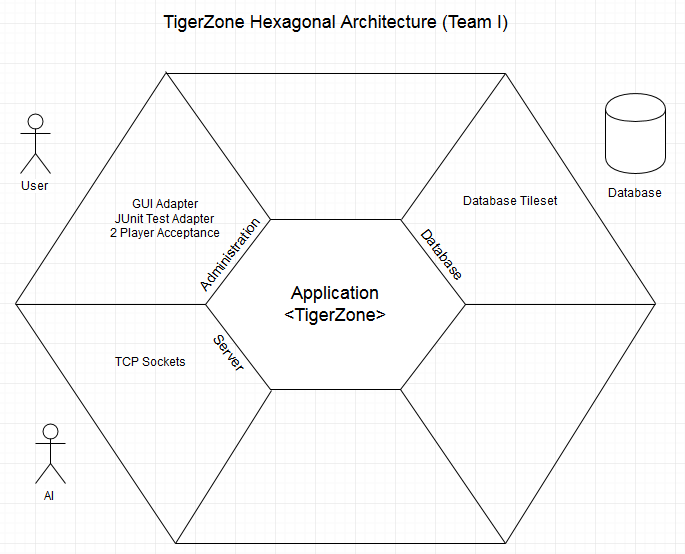 TigerZone Hexagonal Architecture (Team I)
User
GUI Adapter
JUnit Test Adapter
2 Player Acceptance
Administration
Database Tileset
Database
Database
Application
<TigerZone>
TCP Sockets
Server
AI